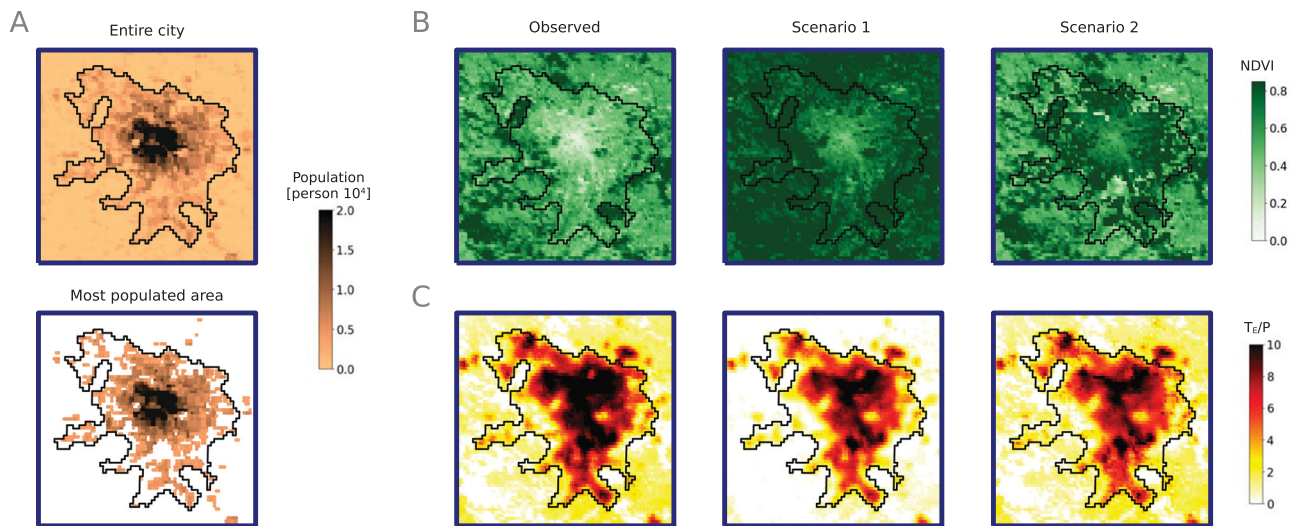 A
Entire city
Population
[person 10⁴]
2.0
1.5
1.0
0.5
0.0
Most populated area
B
Observed
Scenario 1
Scenario 2
NDVI
0.8
0.6
0.4
0.2
0.0
C
Tᴇ/P
10
8
6
4
2
0